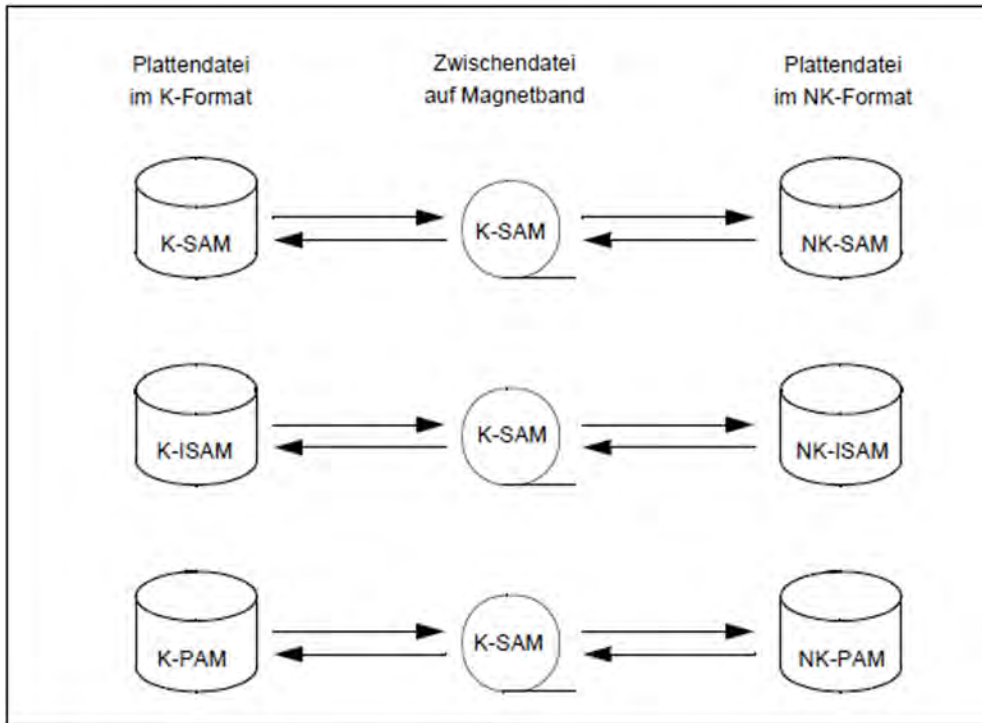 Plattendatei
im K-Format
Zwischendatei
auf Magnetband
Plattendatei
im NK-Format
K-SAM
K-SAM
NK-SAM
K-ISAM
K-SAM
NK-ISAM
K-PAM
K-SAM
NK-PAM